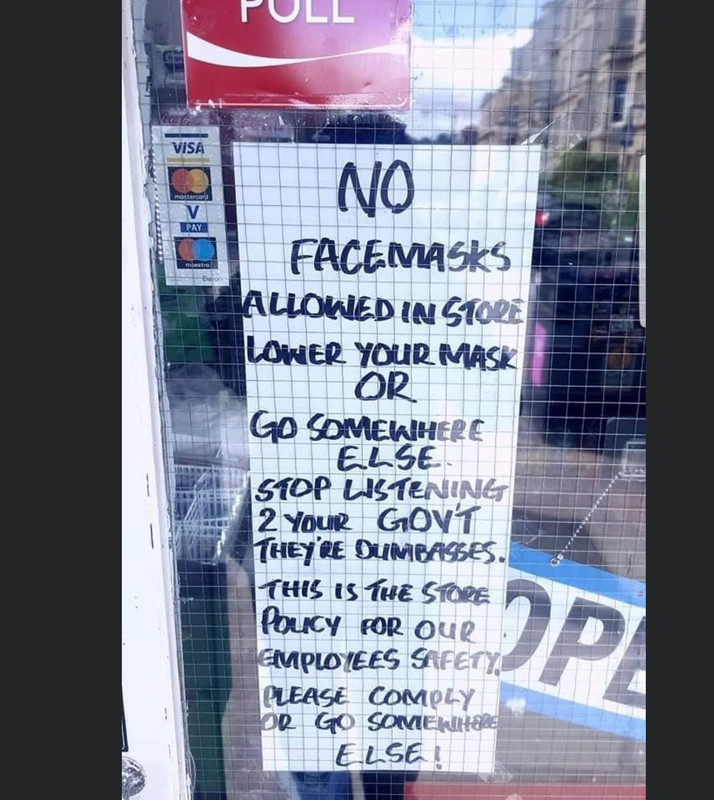 PULL
VISA
mastercard
V
PAY
maestro
NO
FACEMASKS
ALLOWED IN STORE
LOWER YOUR MASK
OR
GO SOMEWHERE
ELSE.
STOP LISTENING
2 YOUR GOV'T
THEY'RE DUMBASSES.
THIS IS THE STORE
POLICY FOR OUR
EMPLOYEES SAFETY.
PLEASE COMPLY
OR GO SOMEWHERE
ELSE!
OPE